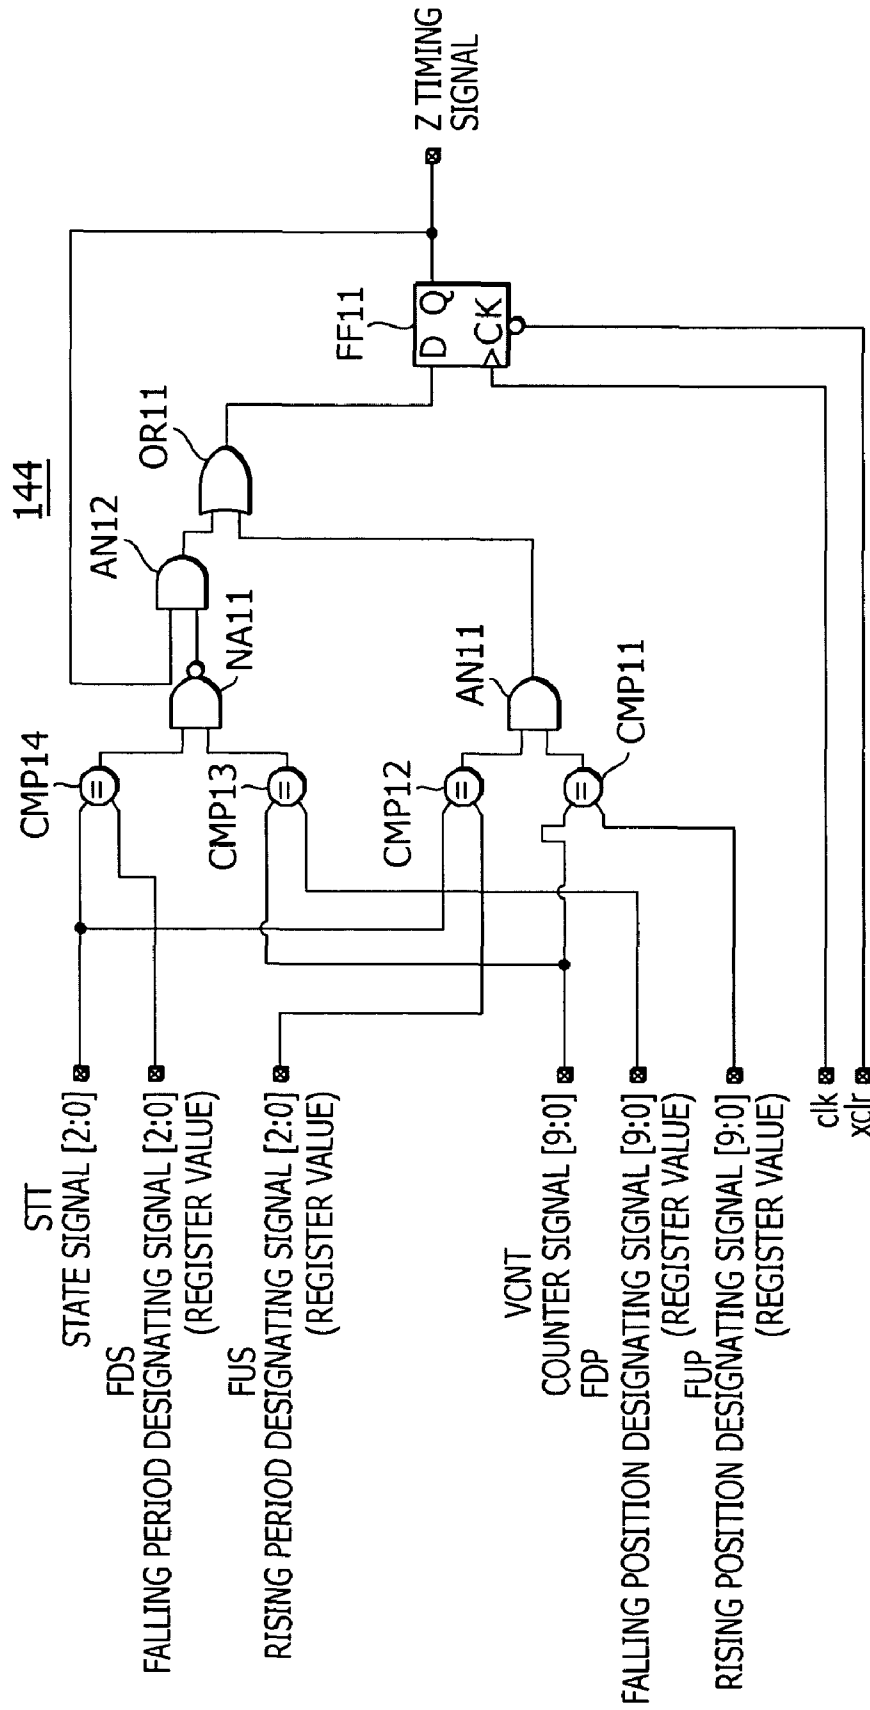 144
STT
STATE SIGNAL [2:0]
FDS
FALLING PERIOD DESIGNATING SIGNAL [2:0]
(REGISTER VALUE)
FUS
RISING PERIOD DESIGNATING SIGNAL [2:0]
(REGISTER VALUE)
VCNT
COUNTER SIGNAL [9:0]
FDP
FALLING POSITION DESIGNATING SIGNAL [9:0]
(REGISTER VALUE)
FUP
RISING POSITION DESIGNATING SIGNAL [9:0]
(REGISTER VALUE)
clk
xclr
CMP14
=
CMP13
=
CMP12
=
CMP11
=
NA11
AN11
AN12
OR11
FF11
D Q
CK
Z TIMING
SIGNAL